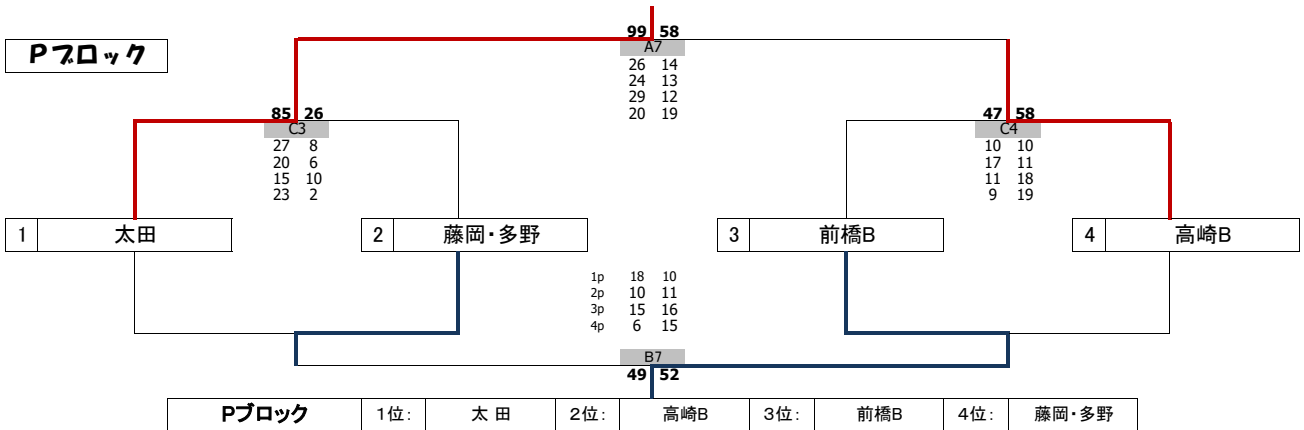 99 58
Pブロック
A7
26 14
24 13
29 12
20 19
85 26
C3
27 8
20 6
15 10
23 2
47 58
C4
10 10
17 11
11 18
9 19
1 太田
2 藤岡・多野
3 前橋B
4 高崎B
1p 18 10
2p 10 11
3p 15 16
4p 6 15
B7
49 52
Pブロック 1位: 太 田 2位: 高崎B 3位: 前橋B 4位: 藤岡・多野